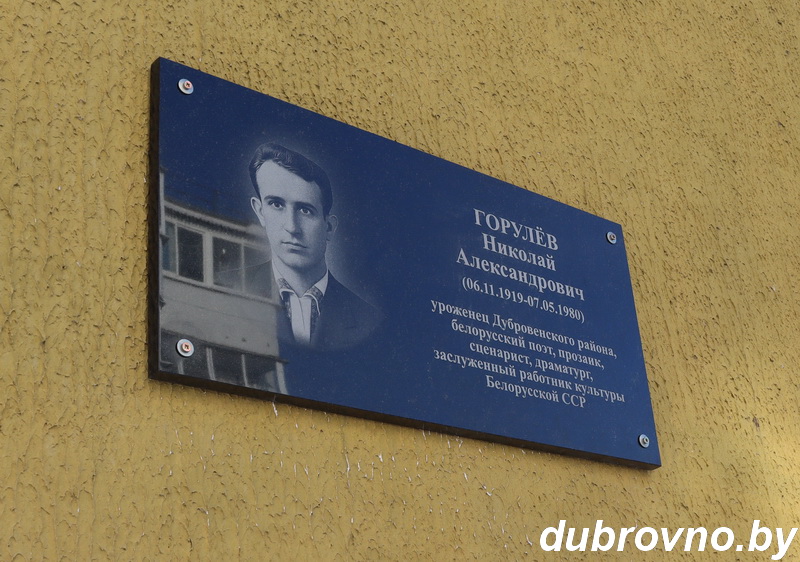 ГОРУЛЁВ
Николай
Александрович
(06.11.1919-07.05.1980)
уроженец Дубровенского района,
белорусский поэт, прозаик,
сценарист, драматург,
заслуженный работник культуры
Белорусской ССР
dubrovno.by